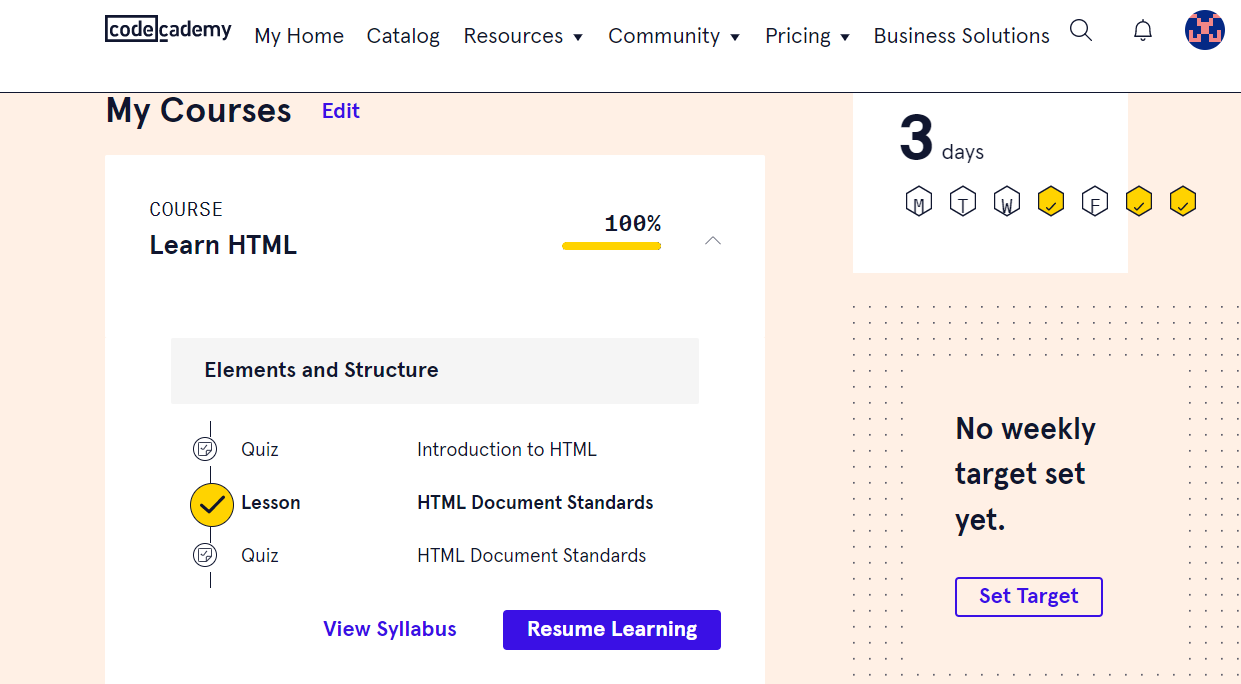 codecademy My Home Catalog Resources Community Pricing Business Solutions
My Courses Edit
COURSE
Learn HTML
100%
Elements and Structure
Quiz Introduction to HTML
Lesson HTML Document Standards
Quiz HTML Document Standards
View Syllabus Resume Learning
3 days
M T W F
No weekly
target set
yet.
Set Target